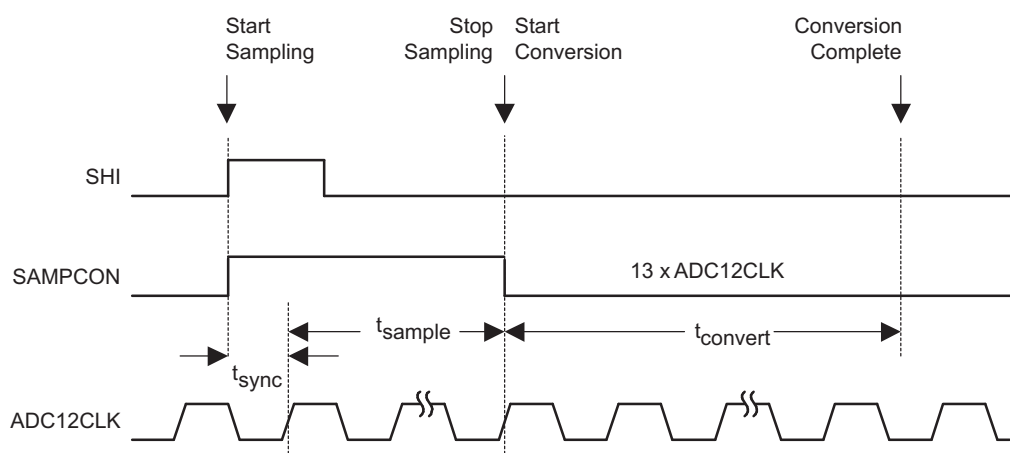 Start
Sampling
Stop
Sampling
Start
Conversion
Conversion
Complete
SHI
SAMPCON
13 x ADC12CLK
tsample
tconvert
tsync
ADC12CLK